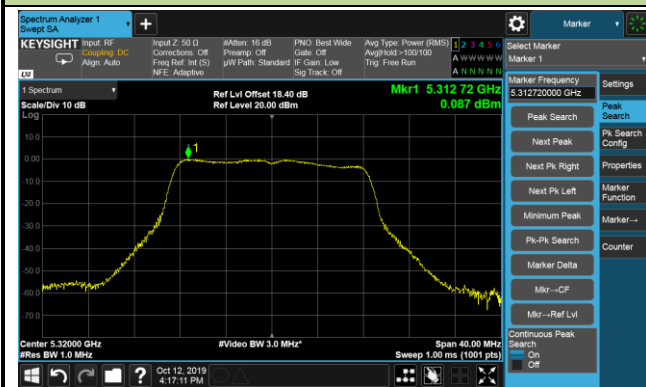 Spectrum Analyzer 1
Swept SA
+
Marker
KEYSIGHT
Input: RF
Coupling: DC
Align: Auto
Input Z: 50 Ω
Corrections: Off
Freq Ref: Int (S)
NFE: Adaptive
#Atten: 16 dB
Preamp: Off
µW Path: Standard
PNO: Best Wide
Gate: Off
IF Gain: Low
Sig Track: Off
Avg Type: Power (RMS)
Avg|Hold:>100/100
Trig: Free Run
1 2 3 4 5 6
A W W W W W
A N N N N N
Select Marker
Marker 1
LXI
1 Spectrum
Scale/Div 10 dB
Log
Ref Lvl Offset 18.40 dB
Ref Level 20.00 dBm
Mkr1 5.312 72 GHz
0.087 dBm
10.0
0.00
-10.0
-20.0
-30.0
-40.0
-50.0
-60.0
-70.0
1
Center 5.32000 GHz
#Res BW 1.0 MHz
#Video BW 3.0 MHz*
Span 40.00 MHz
Sweep 1.00 ms (1001 pts)
Marker Frequency
5.312720000 GHz
Peak Search
Next Peak
Next Pk Right
Next Pk Left
Minimum Peak
Pk-Pk Search
Marker Delta
Mkr→CF
Mkr→Ref Lvl
Continuous Peak
Search
On
Off
Settings
Peak
Search
Pk Search
Config
Properties
Marker
Function
Marker→
Counter
?
Oct 12, 2019
4:17:11 PM